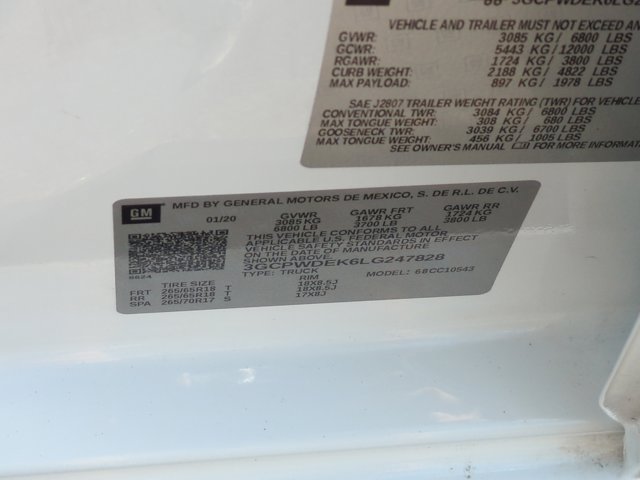 3GCPWDEK6LG2
VEHICLE AND TRAILER MUST NOT EXCEED AN
GVWR: 3085 KG / 6800 LBS
GCWR: 5443 KG / 12000 LBS
RGAWR: 1724 KG / 3800 LBS
CURB WEIGHT: 2188 KG / 4822 LBS
MAX PAYLOAD: 897 KG / 1978 LBS
SAE J2807 TRAILER WEIGHT RATING (TWR) FOR VEHICLE
CONVENTIONAL TWR: 3084 KG / 6800 LBS
MAX TONGUE WEIGHT: 308 KG / 680 LBS
GOOSENECK TWR: 3039 KG / 6700 LBS
MAX TONGUE WEIGHT: 456 KG / 1005 LBS
SEE OWNER'S MANUAL FOR MORE INFORMA
GM MFD BY GENERAL MOTORS DE MEXICO, S. DE R.L. DE C.V.
01/20 GVWR GAWR FRT GAWR RR
3085 KG 1678 KG 1724 KG
6800 LB 3700 LB 3800 LB
THIS VEHICLE CONFORMS TO ALL
APPLICABLE U.S. FEDERAL MOTOR
VEHICLE SAFETY STANDARDS IN EFFECT
ON THE DATE OF MANUFACTURE
SHOWN ABOVE.
3GCPWDEK6LG247828
TYPE: TRUCK MODEL: 68CC10543
9624
TIRE SIZE RIM
FRT 265/65R18 T 18X8.5J
RR 265/65R18 T 18X8.5J
SPA 265/70R17 S 17X8J